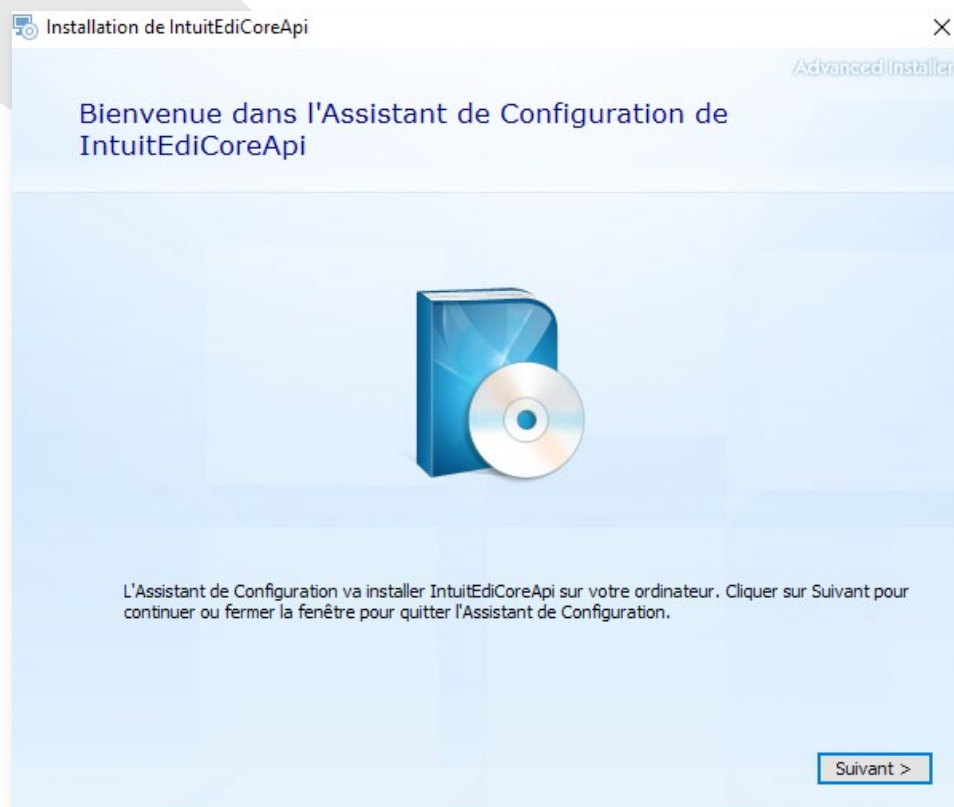 Installation de IntuitEdiCoreApi
Advanced Installer
Bienvenue dans l'Assistant de Configuration de
IntuitEdiCoreApi
L'Assistant de Configuration va installer IntuitEdiCoreApi sur votre ordinateur. Cliquer sur Suivant pour
continuer ou fermer la fenêtre pour quitter l'Assistant de Configuration.
Suivant >